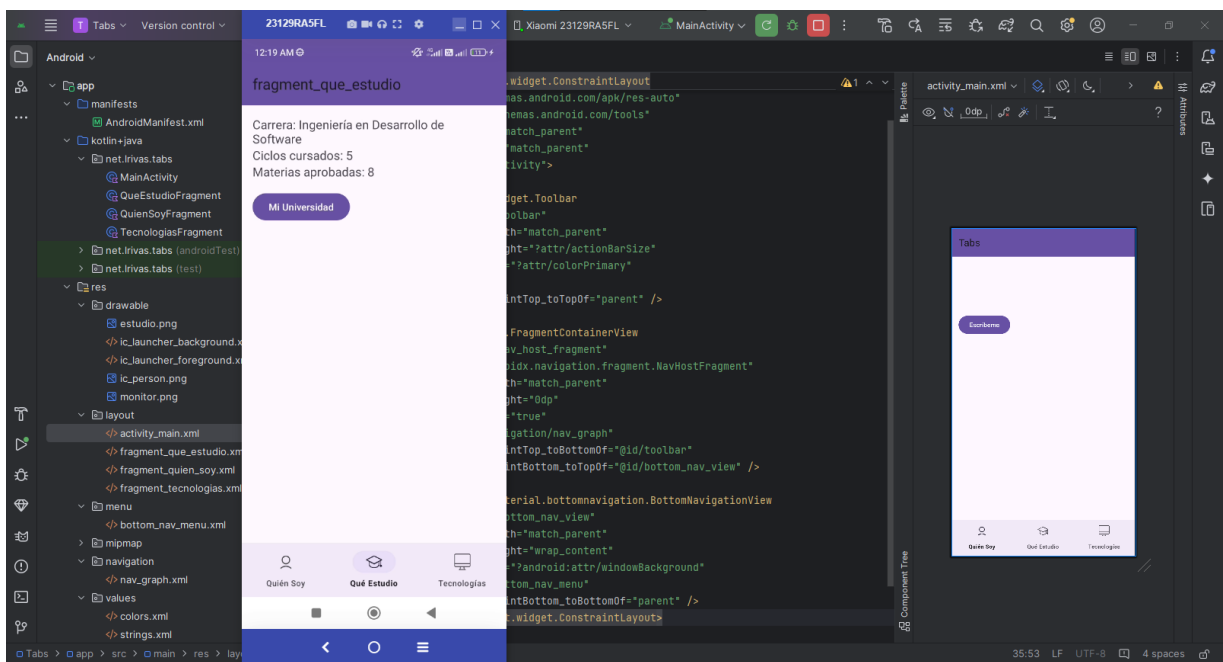 Tabs
Version control
23129RA5FL
Xiaomi 23129RA5FL
MainActivity
Android
app
manifests
AndroidManifest.xml
kotlin+java
net.lrivas.tabs
MainActivity
QueEstudioFragment
QuienSoyFragment
TecnologiasFragment
net.lrivas.tabs (androidTest)
net.lrivas.tabs (test)
res
drawable
estudio.png
ic_launcher_background.x
ic_launcher_foreground.x
ic_person.png
monitor.png
layout
activity_main.xml
fragment_que_estudio.xm
fragment_quien_soy.xml
fragment_tecnologias.xml
menu
bottom_nav_menu.xml
mipmap
navigation
nav_graph.xml
values
colors.xml
strings.xml
12:19 AM
fragment_que_estudio
Carrera: Ingeniería en Desarrollo de
Software
Ciclos cursados: 5
Materias aprobadas: 8
Mi Universidad
Quién Soy
Qué Estudio
Tecnologías
.widget.ConstraintLayout
mas.android.com/apk/res-auto"
hemas.android.com/tools"
match_parent"
"match_parent"
tivity">
dget.Toolbar
oolbar"
th="match_parent"
ght="?attr/actionBarSize"
="?attr/colorPrimary"
intTop_toTopOf="parent" />
.FragmentContainerView
av_host_fragment"
oidx.navigation.fragment.NavHostFragment"
th="match_parent"
ght="0dp"
="true"
igation/nav_graph"
intTop_toBottomOf="@id/toolbar"
intBottom_toTopOf="@id/bottom_nav_view" />
terial.bottomnavigation.BottomNavigationView
ottom_nav_view"
th="match_parent"
ght="wrap_content"
="?android:attr/windowBackground"
ttom_nav_menu"
intBottom_toBottomOf="parent" />
t.widget.ConstraintLayout>
1
Palette
Component Tree
activity_main.xml
0dp
?
Attributes
Tabs
Escribeme
Quién Soy
Qué Estudio
Tecnologías
Tabs > app > src > main > res > lay
35:53
LF
UTF-8
4 spaces